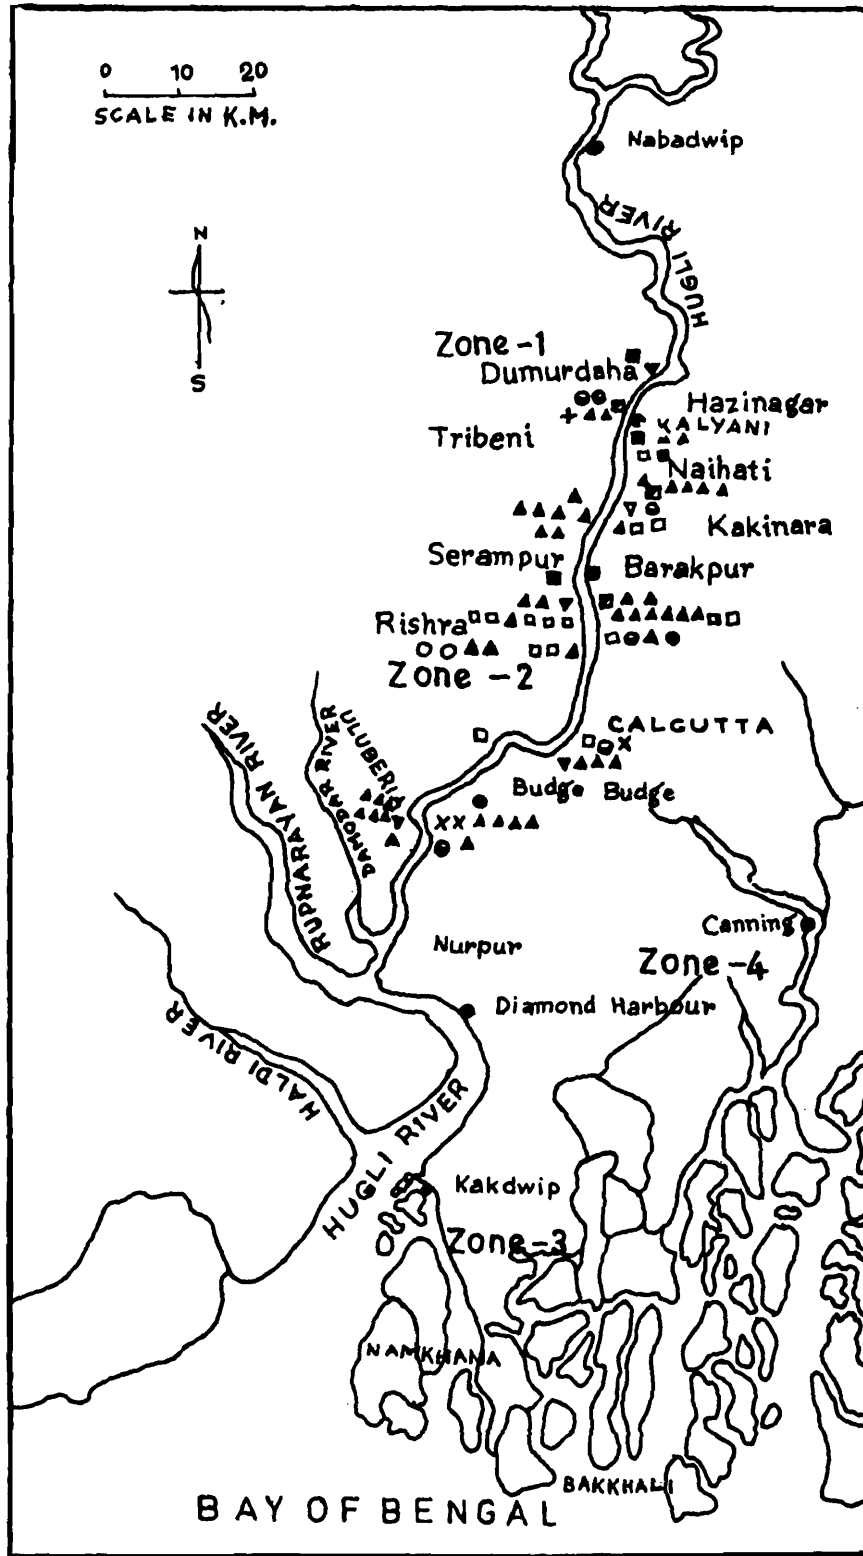 0 10 20
SCALE IN K.M.
Nabadwip
RIVER
HUGLI
N
S
Zone -1
Dumurdaha
Hazinagar
KALYANI
Tribeni
Naihati
Kakinara
Serampur
Barakpur
Rishra
Zone -2
CALCUTTA
RUPNARAYAN RIVER
DAMODAR RIVER
Budge Budge
Canning
Nurpur
Zone -4
Diamond Harbour
HALDI RIVER
HUGLI RIVER
Kakdwip
Zone-3
NAMKHANA
BAKKHALI
BAY OF BENGAL